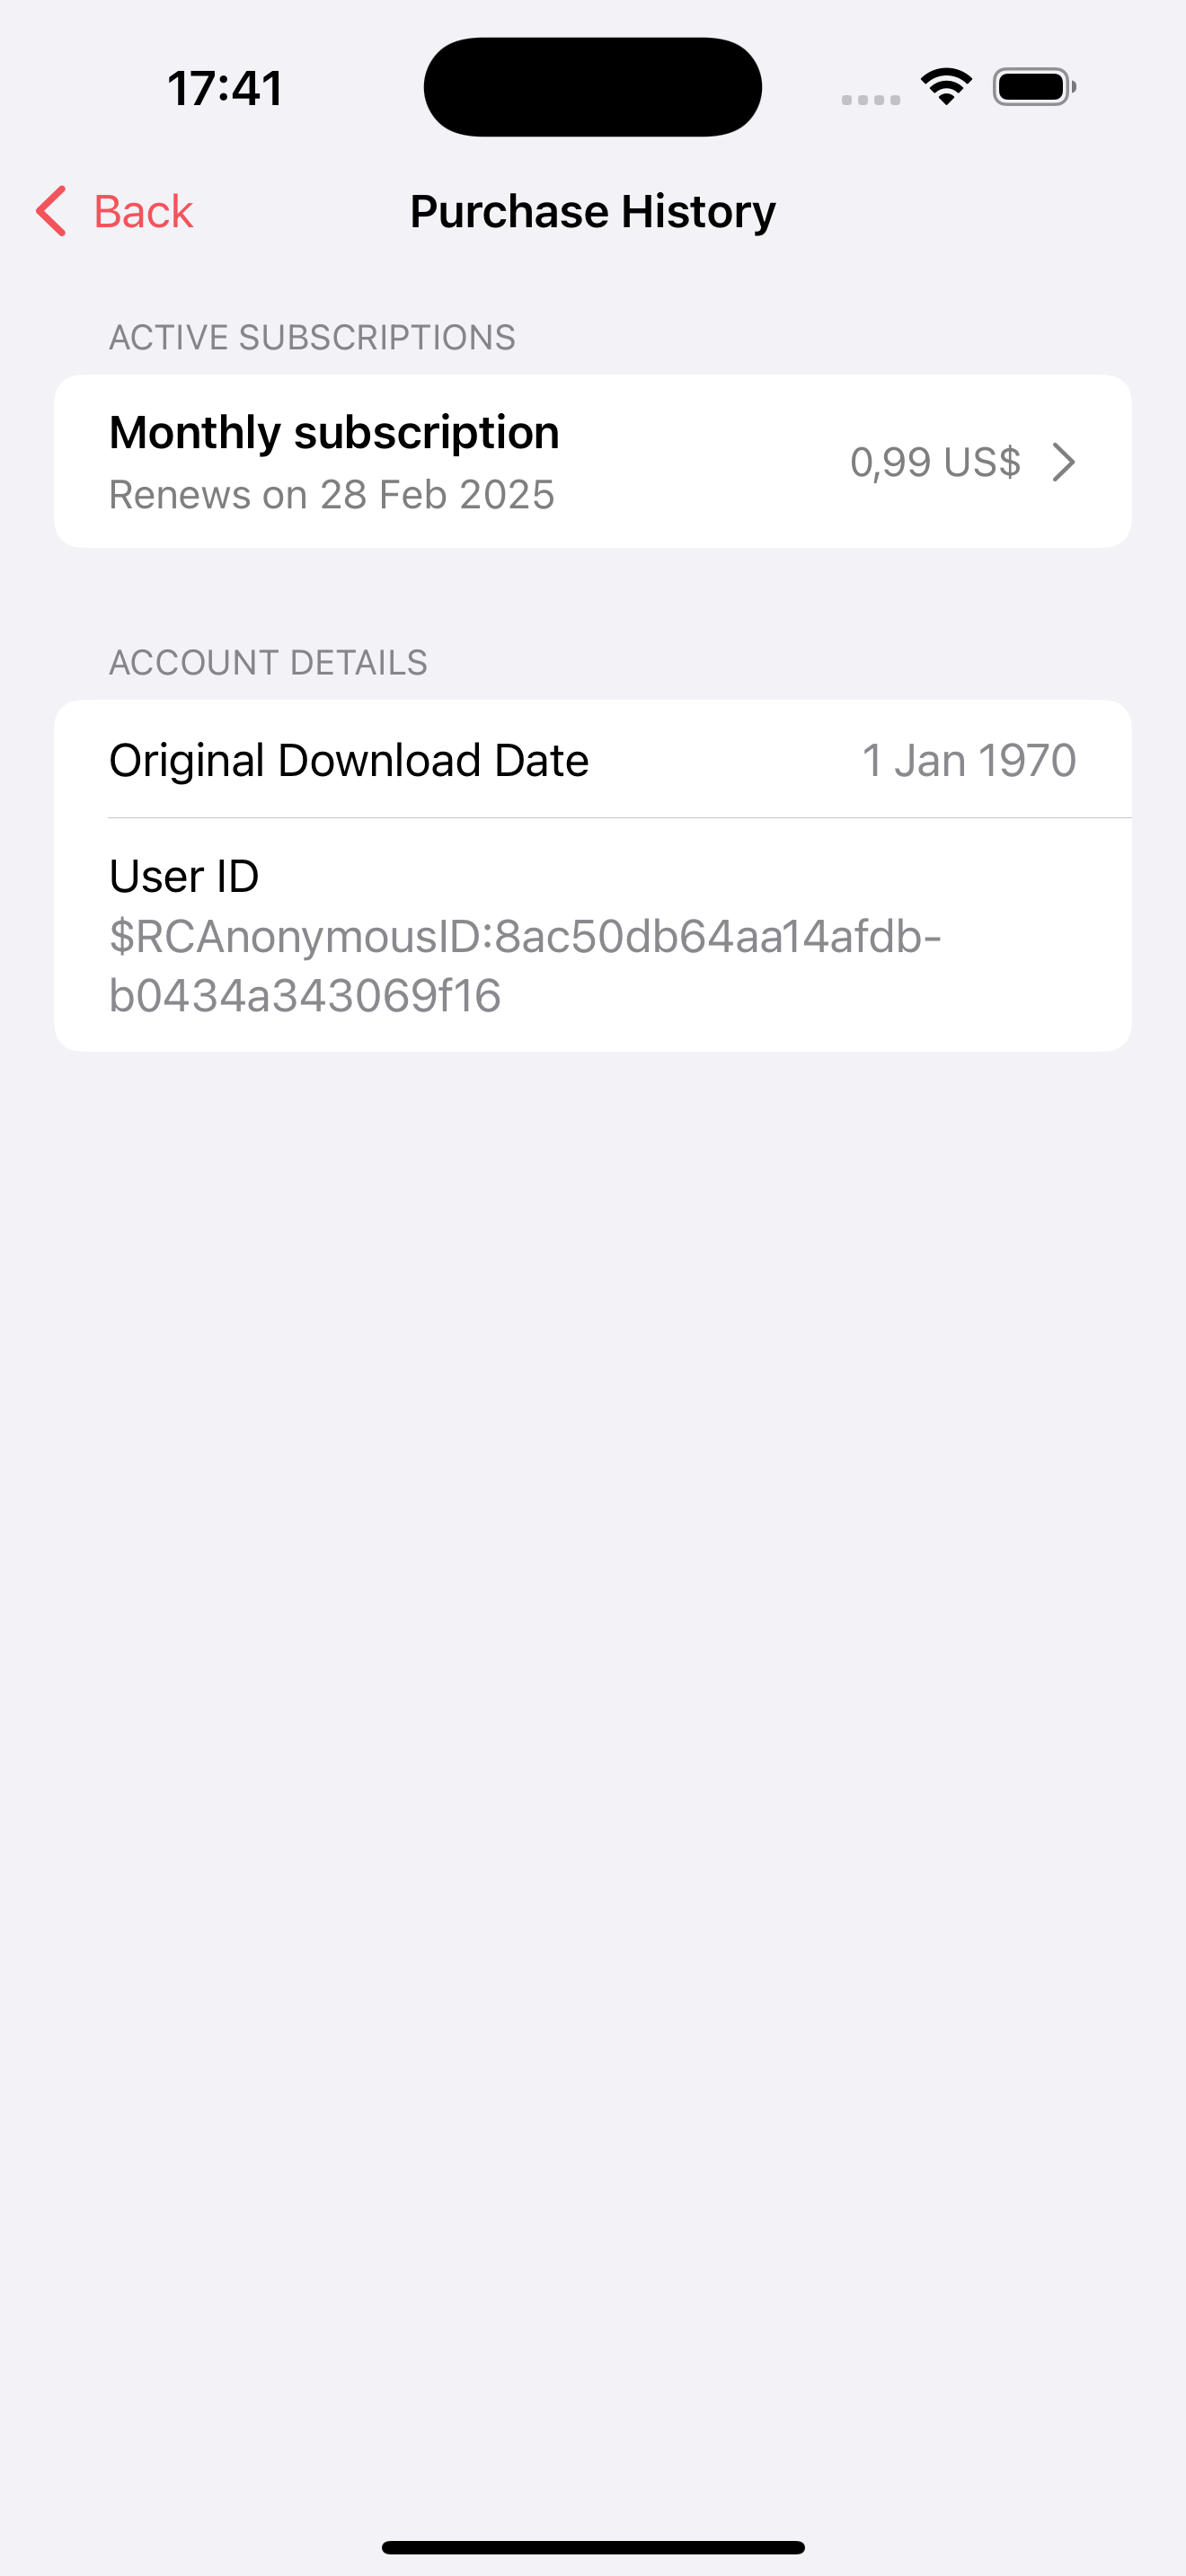 17:41
Back
Purchase History
ACTIVE SUBSCRIPTIONS
Monthly subscription
0,99 US$
Renews on 28 Feb 2025
ACCOUNT DETAILS
Original Download Date
1 Jan 1970
User ID
$RCAnonymousID:8ac50db64aa14afdb-
b0434a343069f16